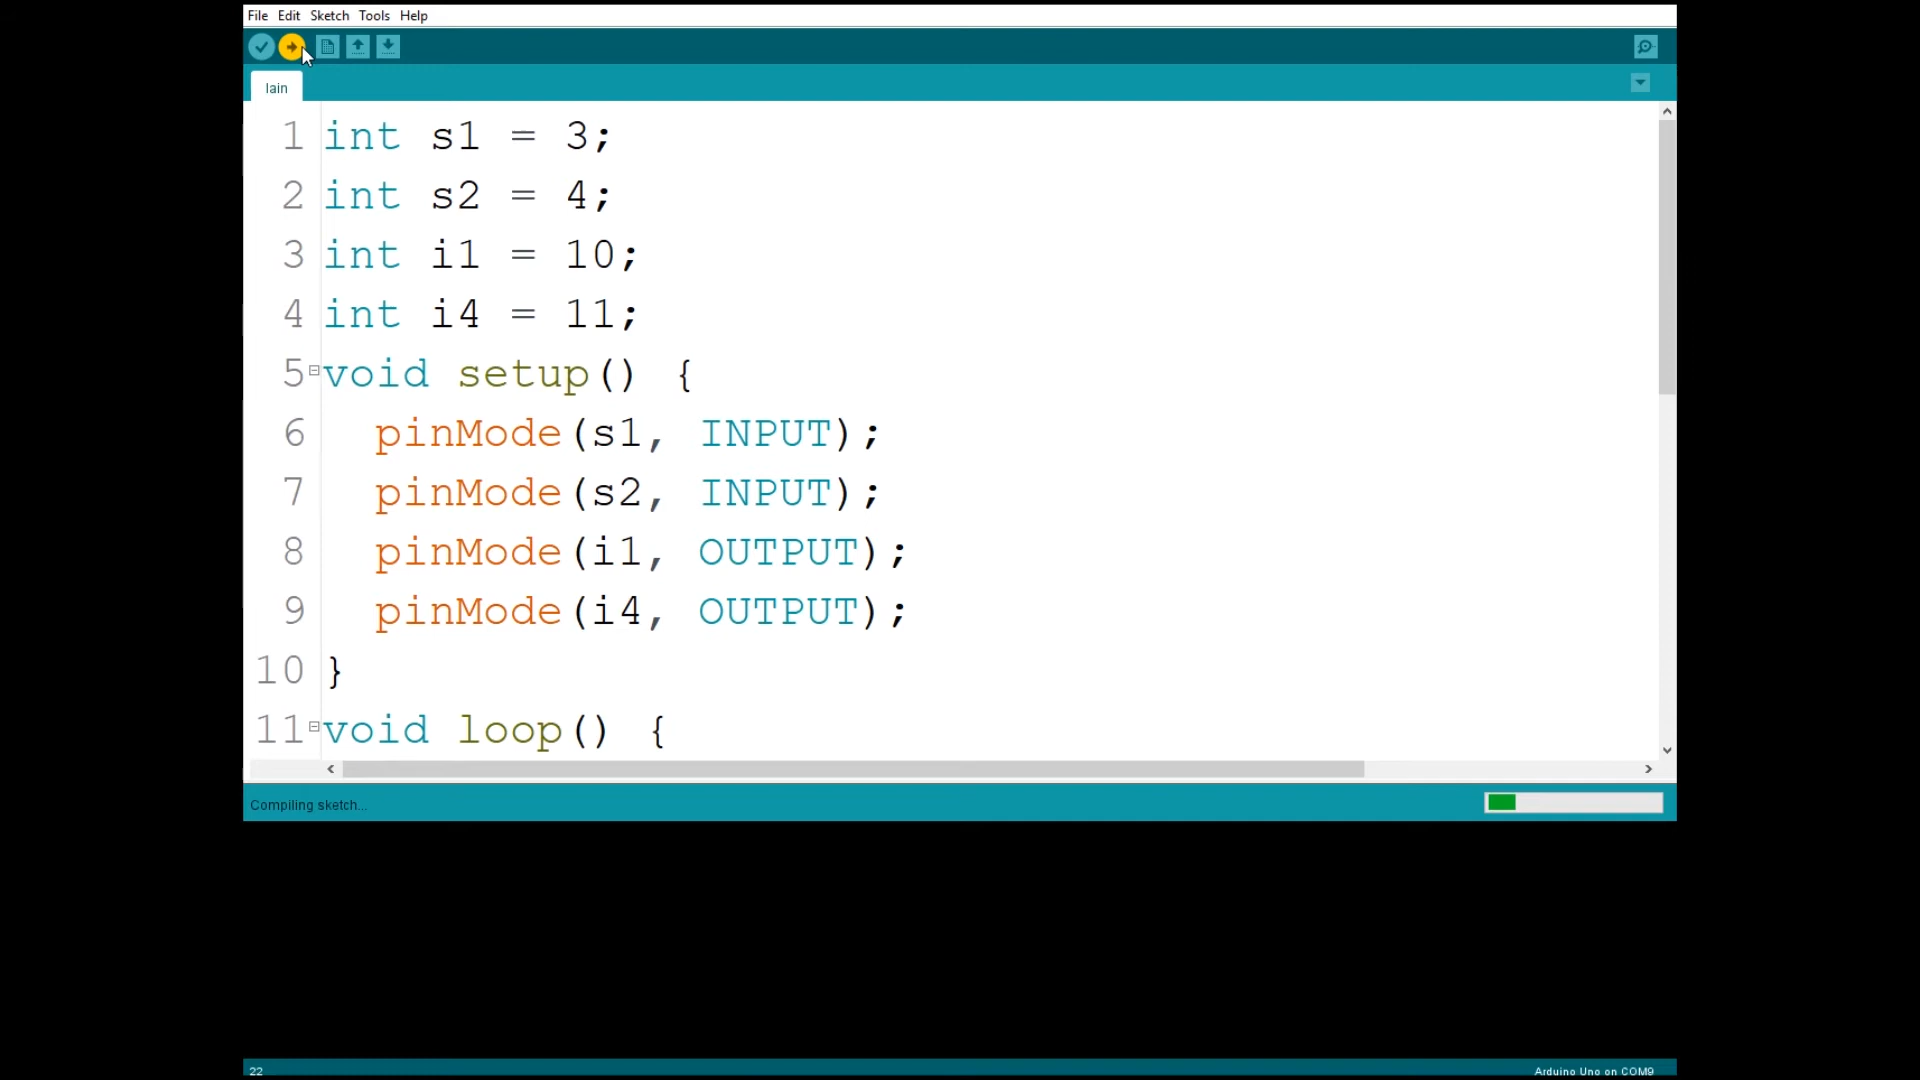 File Edit Sketch Tools Help
lain
1 int s1 = 3;
2 int s2 = 4;
3 int i1 = 10;
4 int i4 = 11;
5 void setup() {
6 pinMode(s1, INPUT);
7 pinMode(s2, INPUT);
8 pinMode(i1, OUTPUT);
9 pinMode(i4, OUTPUT);
10 }
11 void loop() {
Compiling sketch...
22 Arduino Uno on COM9